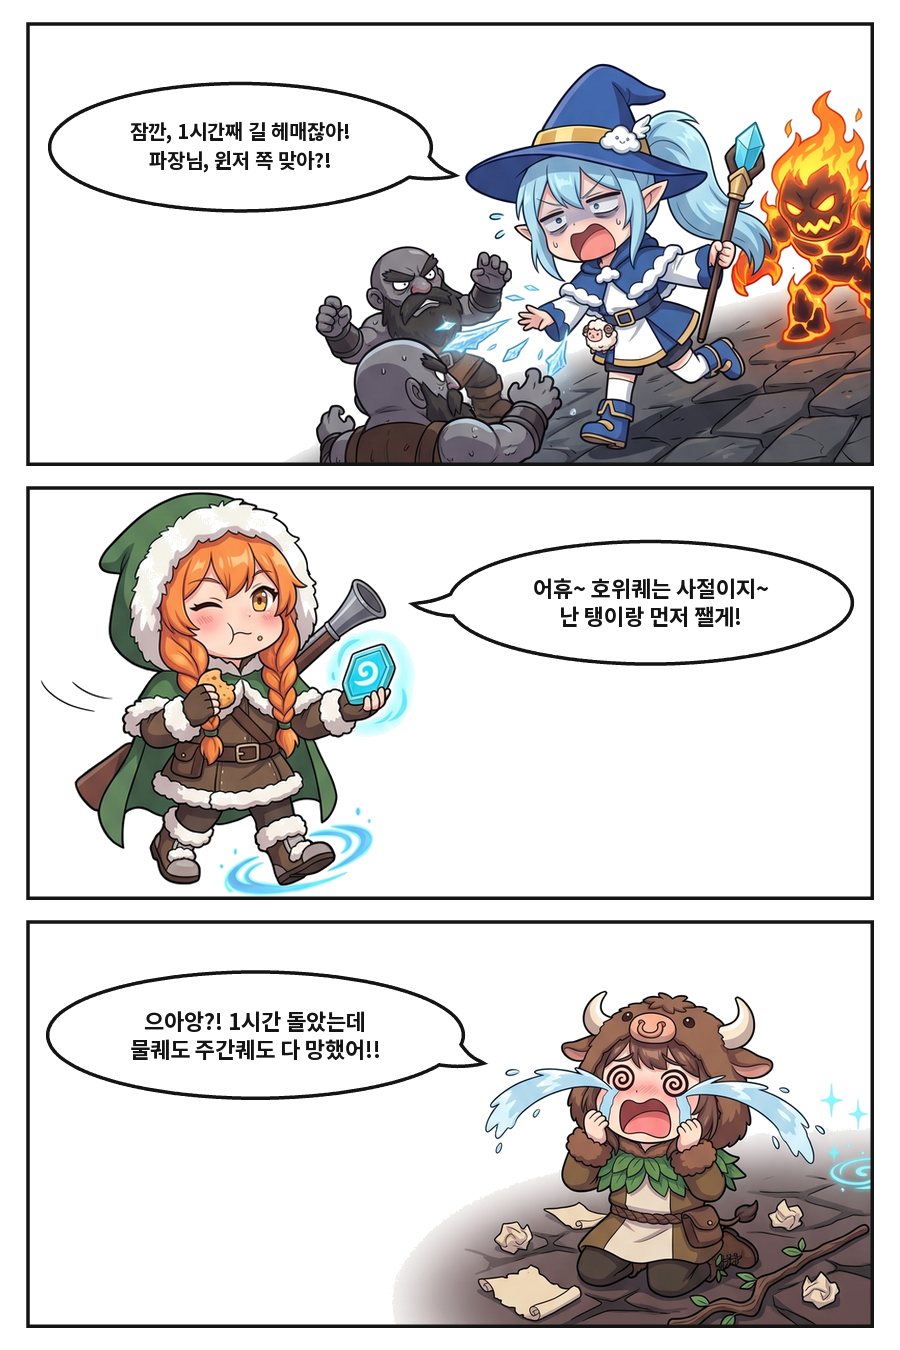 잠깐, 1시간째 길 헤매잖아!
파장님, 윈저 쪽 맞아?!
어휴~ 호위퀘는 사절이지~
난 탱이랑 먼저 쨀게!
으아앙?! 1시간 돌았는데
물퀘도 주간퀘도 다 망했어!!